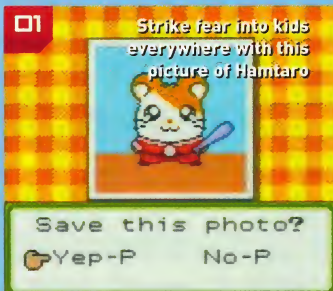 01
Strike fear into kids
everywhere with this
picture of Hamtaro
Save this photo?
Yep-P No-P